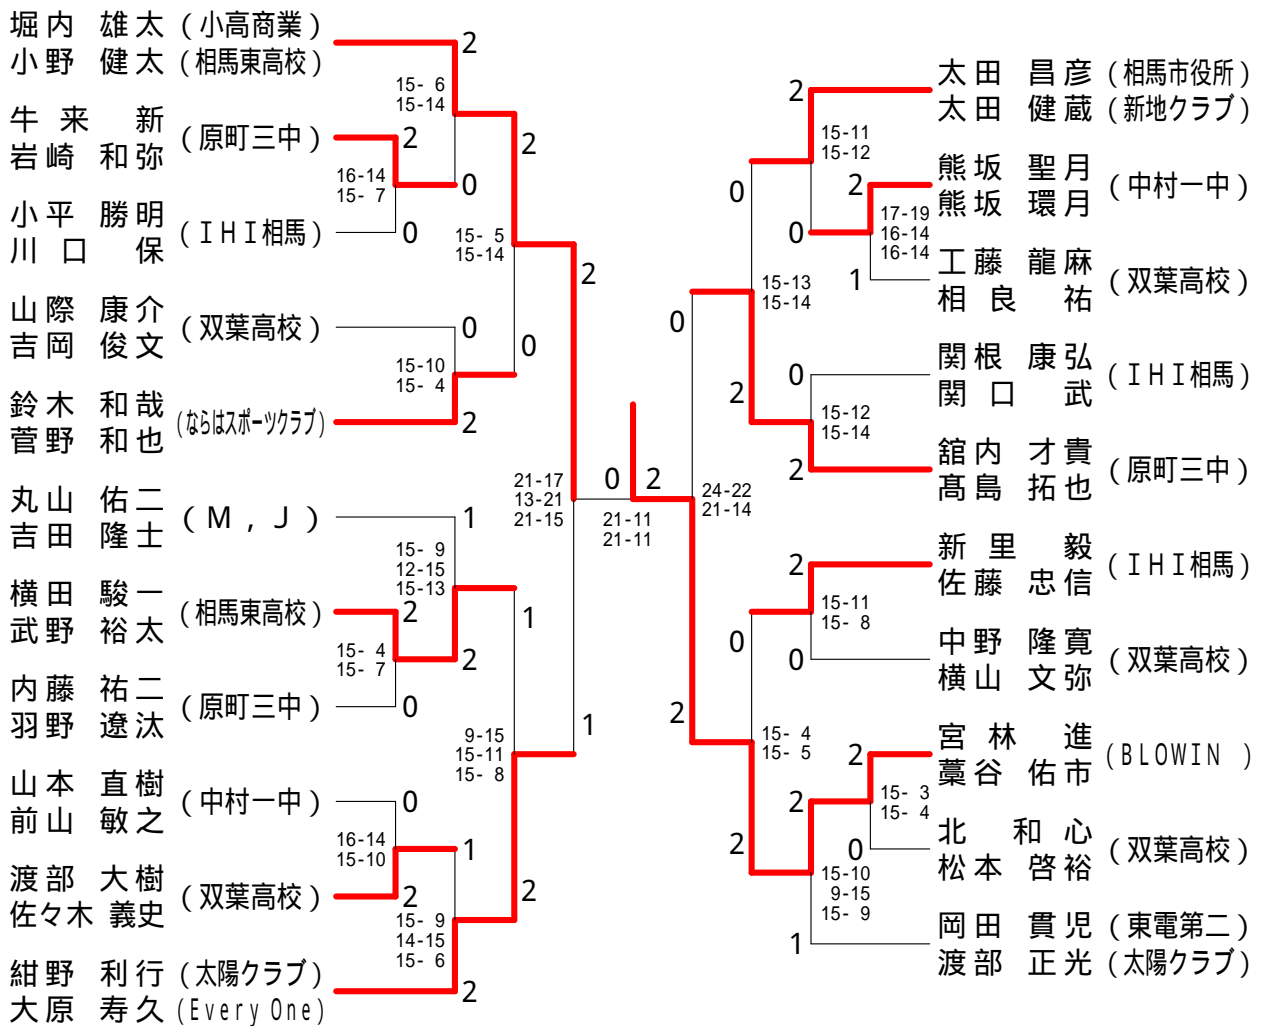 堀内 雄太 (小高商業)
小野 健太 (相馬東高校)
2
15- 6
15-14
牛来 新
岩崎 和弥
(原町三中)
2
2
16-14
15- 7
0
小平 勝明
川口 保
(ＩＨＩ相馬)
0
15- 5
15-14
2
山際 康介
吉岡 俊文
(双葉高校)
0
0
15-10
15- 4
鈴木 和哉
菅野 和也
(ならはスポーツクラブ)
2
21-17
13-21
21-15
丸山 佑二
吉田 隆士
(Ｍ，Ｊ)
1
15- 9
12-15
15-13
横田 駿一
武野 裕太
(相馬東高校)
2
1
15- 4
15- 7
2
内藤 祐二
羽野 遼汰
(原町三中)
0
9-15
15-11
15- 8
1
山本 直樹
前山 敏之
(中村一中)
0
16-14
15-10
1
渡部 大樹
佐々木 義史
(双葉高校)
2
2
15- 9
14-15
15- 6
紺野 利行 (太陽クラブ)
大原 寿久 (Every One)
2
0 2
21-11
21-11
太田 昌彦 (相馬市役所)
太田 健蔵 (新地クラブ)
2
15-11
15-12
熊坂 聖月
熊坂 環月
(中村一中)
2
0
17-19
16-14
16-14
0
工藤 龍麻
相良 祐
(双葉高校)
1
15-13
15-14
0
関根 康弘
関口 武
(ＩＨＩ相馬)
0
2
15-12
15-14
舘内 才貴
髙島 拓也
(原町三中)
2
24-22
21-14
新里 毅
佐藤 忠信
(ＩＨＩ相馬)
2
15-11
15- 8
0
中野 隆寛
横山 文弥
(双葉高校)
0
2
15- 4
15- 5
宮林 進
藁谷 佑市
(BLOWIN )
2
15- 3
15- 4
2
北 和心
松本 啓裕
(双葉高校)
0
2
15-10
9-15
15- 9
岡田 貫児 (東電第二)
渡部 正光 (太陽クラブ)
1